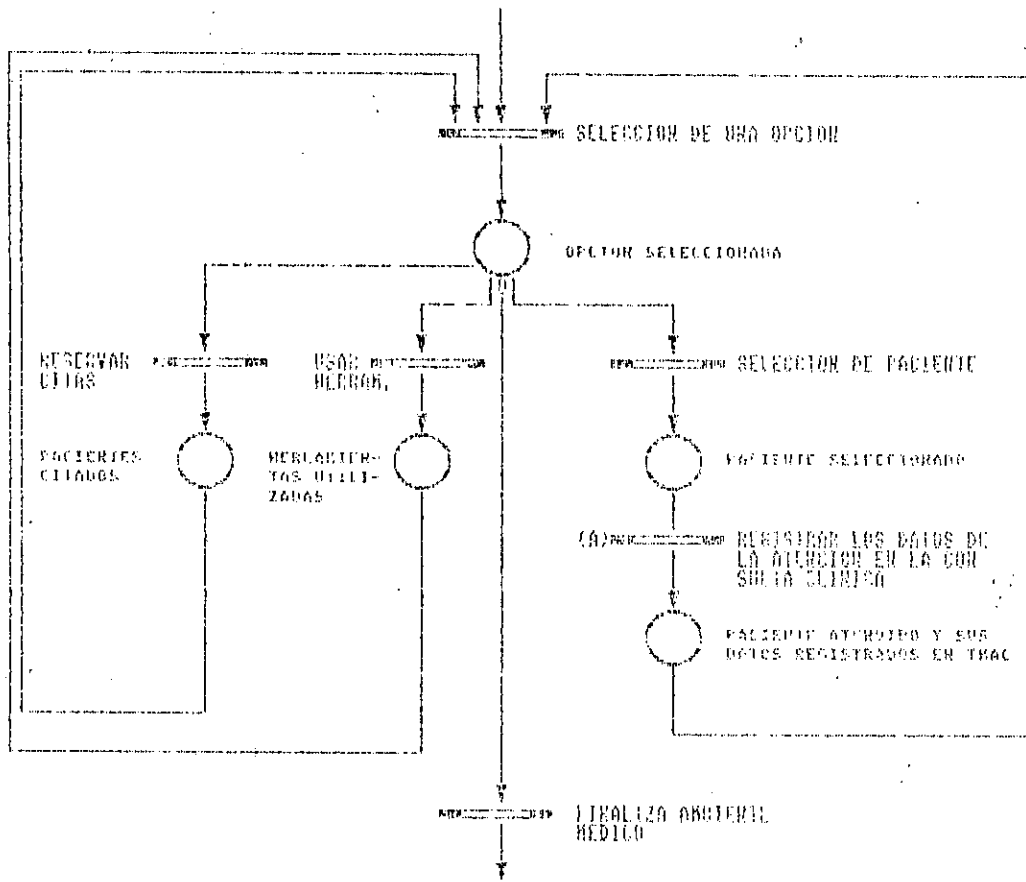 SELECCION DE UNA OPCION
OPCION SELECCIONADA
RESERVAR
CITAS
USAR
HERRAM.
SELECCION DE PACIENTE
PACIENTES
CITADOS
HERRAMIEN-
TAS UTILI-
ZADAS
PACIENTE SELECCIONADO
(A)
REGISTRAR LOS DATOS DE
LA ATENCION EN LA CON
SULTA CLINICA
PACIENTE ATENDIDO Y SUS
DATOS REGISTRADOS EN
FINALIZA
MEDICO